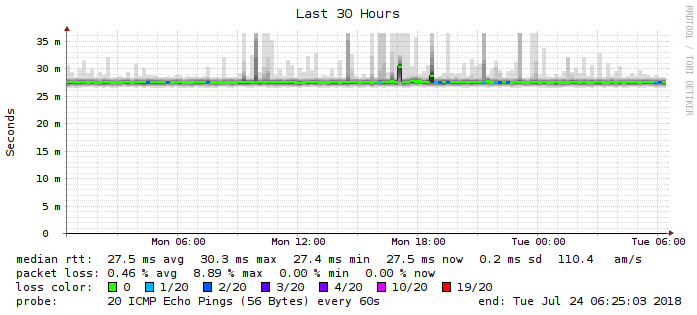 Last 30 Hours
RRDTOOL / TOBI OETIKER
Seconds
35 m
30 m
25 m
20 m
15 m
10 m
5 m
0
Mon 06:00 Mon 12:00 Mon 18:00 Tue 00:00 Tue 06:00
median rtt: 27.5 ms avg 30.3 ms max 27.4 ms min 27.5 ms now 0.2 ms sd 110.4 am/s
packet loss: 0.46 % avg 8.89 % max 0.00 % min 0.00 % now
loss color: 0 1/20 2/20 3/20 4/20 10/20 19/20
probe: 20 ICMP Echo Pings (56 Bytes) every 60s end: Tue Jul 24 06:25:03 2018